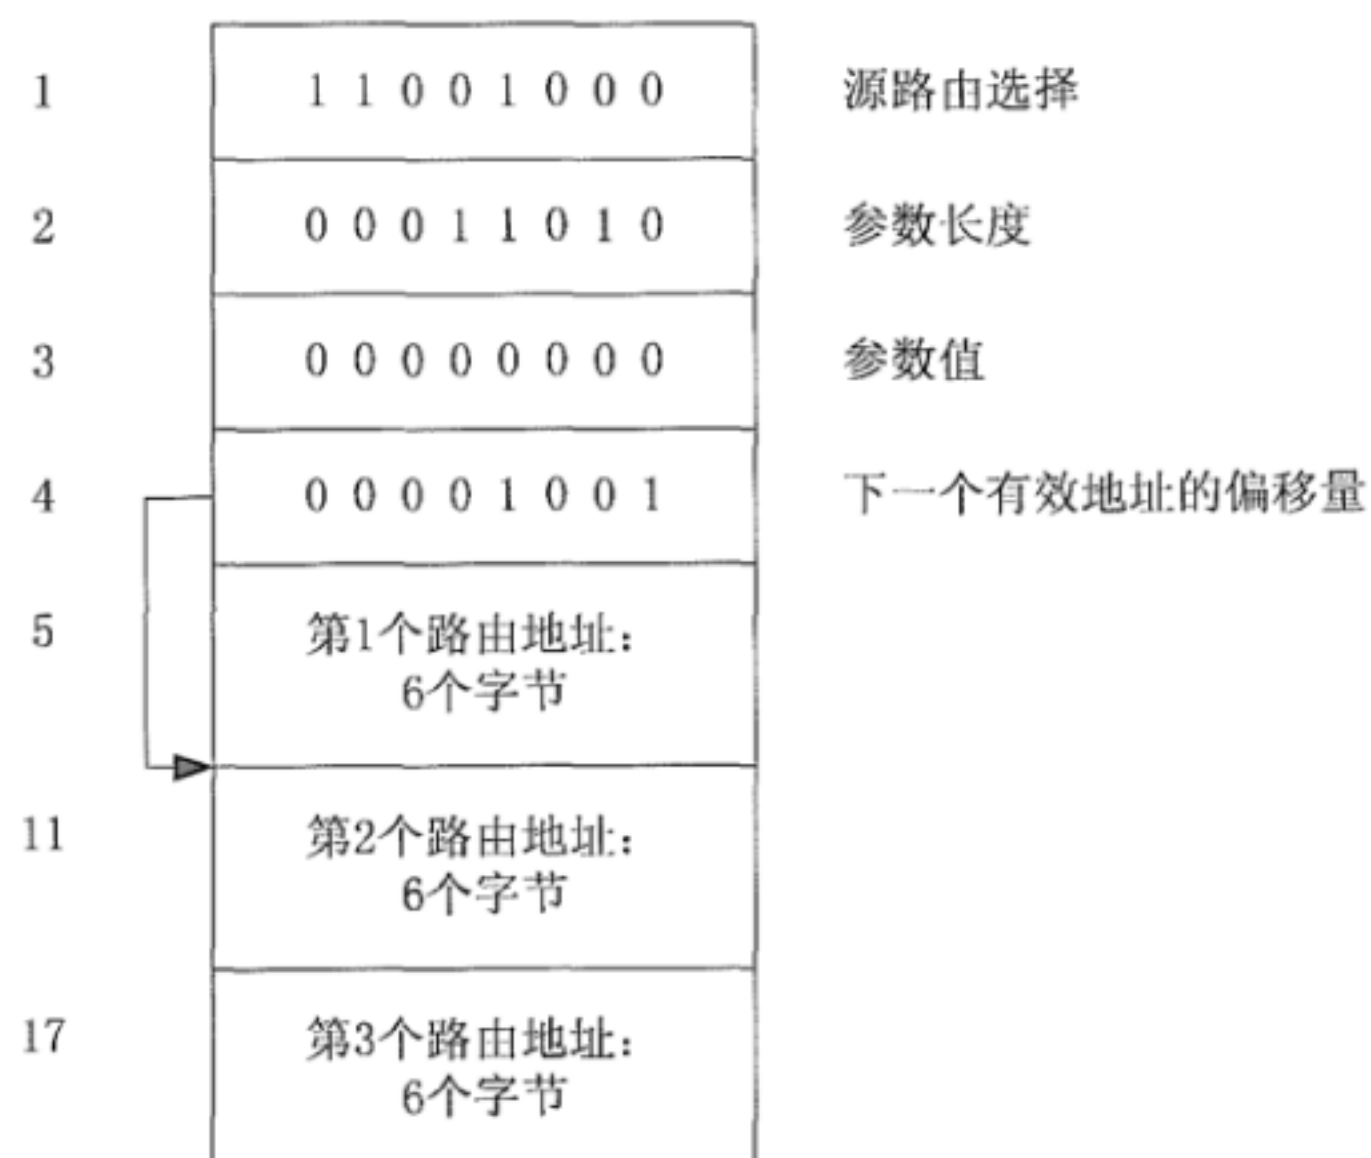 1 1 1 0 0 1 0 0 0 源路由选择
2 0 0 0 1 1 0 1 0 参数长度
3 0 0 0 0 0 0 0 0 参数值
4 0 0 0 0 1 0 0 1 下一个有效地址的偏移量
5 第1个路由地址:
6个字节
11 第2个路由地址:
6个字节
17 第3个路由地址:
6个字节